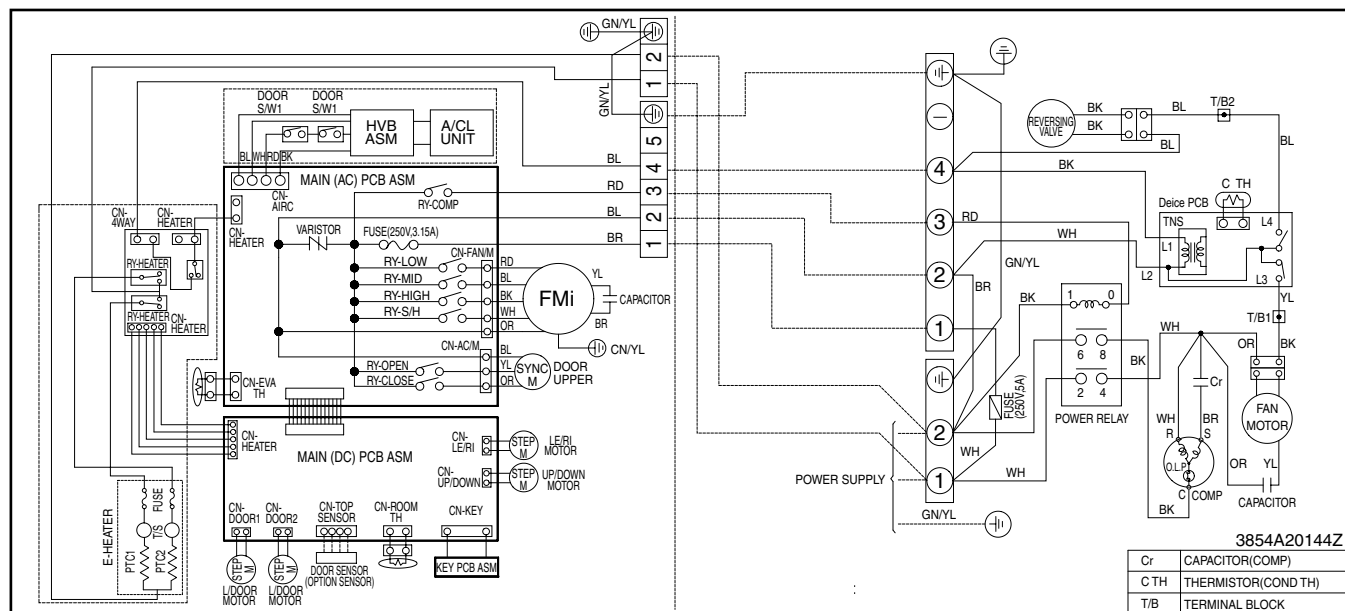 GN/YL
2
1
GN/YL
5
4
3
2
1
BL
RD
BL
BR
DOOR S/W1
DOOR S/W1
HVB ASM
A/CL UNIT
BL WH RD BK
CN-AIRC
MAIN (AC) PCB ASM
RY-COMP
CN-4WAY
CN-HEATER
CN-HEATER
VARISTOR
FUSE(250V,3.15A)
CN-FAN/M
RY-LOW
RD
RY-MID
BL
RY-HIGH
BK
RY-S/H
WH
OR
FMi
YL
CAPACITOR
BR
CN/YL
RY-HEATER
RY-HEATER
CN-HEATER
CN-AC/M
RY-OPEN
RY-CLOSE
BL
YL
OR
SYNC M
DOOR UPPER
CN-EVA TH
CN-HEATER
MAIN (DC) PCB ASM
CN-LE/RI
STEP M
LE/RI MOTOR
CN-UP/DOWN
STEP M
UP/DOWN MOTOR
CN-DOOR1
CN-DOOR2
CN-TOP SENSOR
CN-ROOM TH
CN-KEY
E-HEATER
FUSE
T/S
PTC1
PTC2
STEP M
L/DOOR MOTOR
STEP M
L/DOOR MOTOR
DOOR SENSOR
(OPTION SENSOR)
KEY PCB ASM
4
3
2
1
2
1
REVERSING VALVE
BK
BK
BL
T/B2
BL
BL
BK
RD
WH
GN/YL
BR
BK
C TH
Deice PCB
TNS
L1
L2
L3
L4
YL
T/B1
1
0
6
8
2
4
POWER RELAY
WH
BK
OR
BK
Cr
FUSE
(250V,5A)
WH
WH
WH
BR
R
S
O.L.P
C
COMP
BK
FAN MOTOR
OR
YL
CAPACITOR
POWER SUPPLY
GN/YL
3854A20144Z
Cr CAPACITOR(COMP)
C TH THERMISTOR(COND TH)
T/B TERMINAL BLOCK